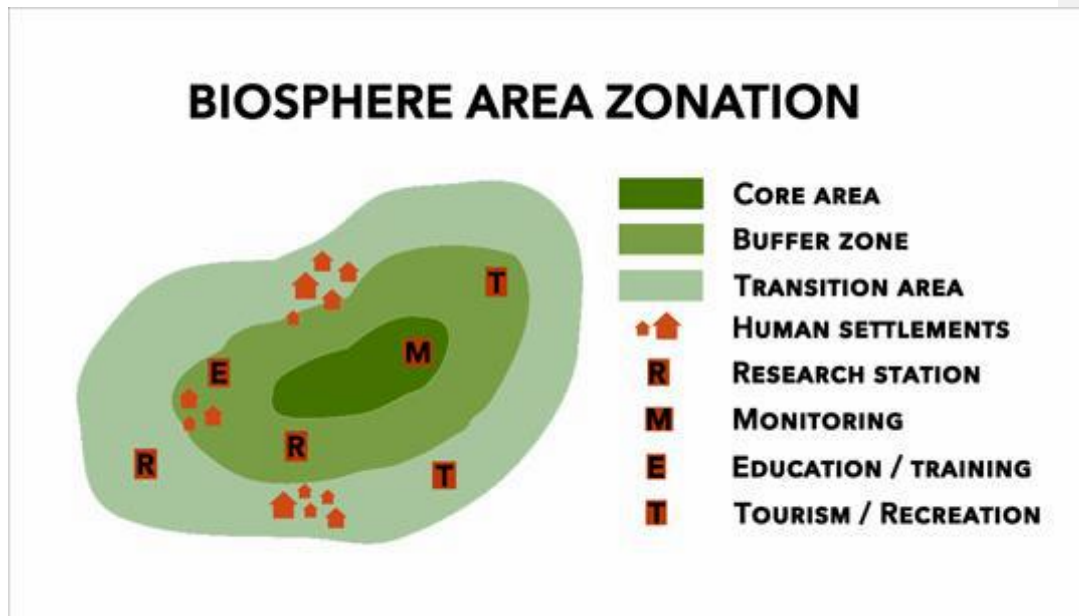 BIOSPHERE AREA ZONATION
CORE AREA
BUFFER ZONE
TRANSITION AREA
HUMAN SETTLEMENTS
R RESEARCH STATION
M MONITORING
E EDUCATION / TRAINING
T TOURISM / RECREATION
T
M
E
R
R
T